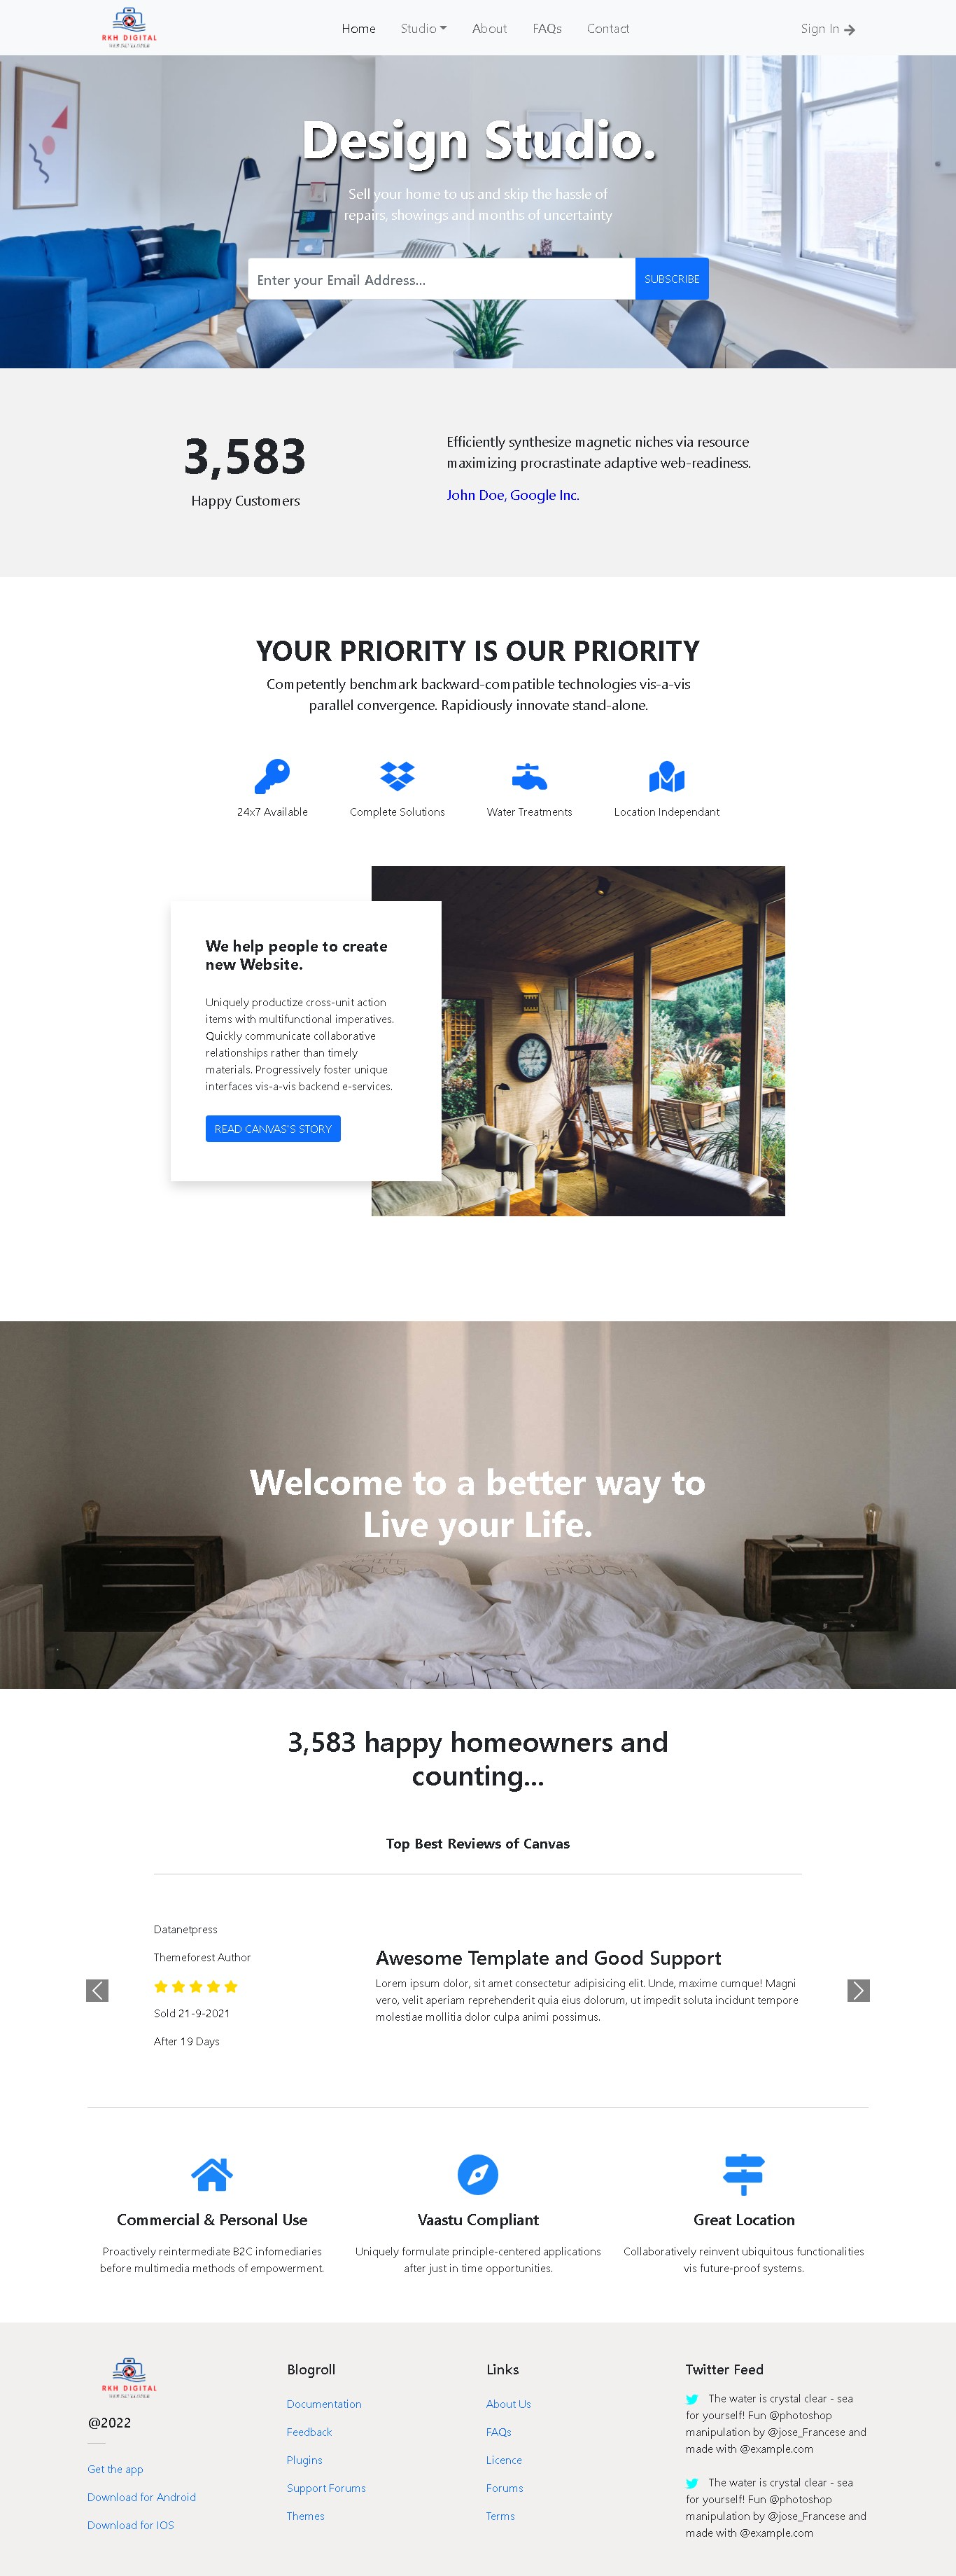 RKH DIGITAL
Home
Studio
About
FAQs
Contact
Sign In
Design Studio.
Sell your home to us and skip the hassle of
repairs, showings and months of uncertainty
Enter your Email Address...
SUBSCRIBE
3,583
Happy Customers
Efficiently synthesize magnetic niches via resource
maximizing procrastinate adaptive web-readiness.
John Doe, Google Inc.
YOUR PRIORITY IS OUR PRIORITY
Competently benchmark backward-compatible technologies vis-a-vis
parallel convergence. Rapidiously innovate stand-alone.
24x7 Available
Complete Solutions
Water Treatments
Location Independant
We help people to create
new Website.
Uniquely productize cross-unit action
items with multifunctional imperatives.
Quickly communicate collaborative
relationships rather than timely
materials. Progressively foster unique
interfaces vis-a-vis backend e-services.
READ CANVAS'S STORY
Welcome to a better way to
Live your Life.
ENOUGH
3,583 happy homeowners and
counting...
Top Best Reviews of Canvas
Datanetpress
Themeforest Author
Sold 21-9-2021
After 19 Days
Awesome Template and Good Support
Lorem ipsum dolor, sit amet consectetur adipisicing elit. Unde, maxime cumque! Magni
vero, velit aperiam reprehenderit quia eius dolorum, ut impedit soluta incidunt tempore
molestiae mollitia dolor culpa animi possimus.
Commercial & Personal Use
Proactively reintermediate B2C infomediaries
before multimedia methods of empowerment.
Vaastu Compliant
Uniquely formulate principle-centered applications
after just in time opportunities.
Great Location
Collaboratively reinvent ubiquitous functionalities
vis future-proof systems.
RKH DIGITAL
@2022
Get the app
Download for Android
Download for IOS
Blogroll
Documentation
Feedback
Plugins
Support Forums
Themes
Links
About Us
FAQs
Licence
Forums
Terms
Twitter Feed
The water is crystal clear - sea
for yourself! Fun @photoshop
manipulation by @jose_Francese and
made with @example.com
The water is crystal clear - sea
for yourself! Fun @photoshop
manipulation by @jose_Francese and
made with @example.com